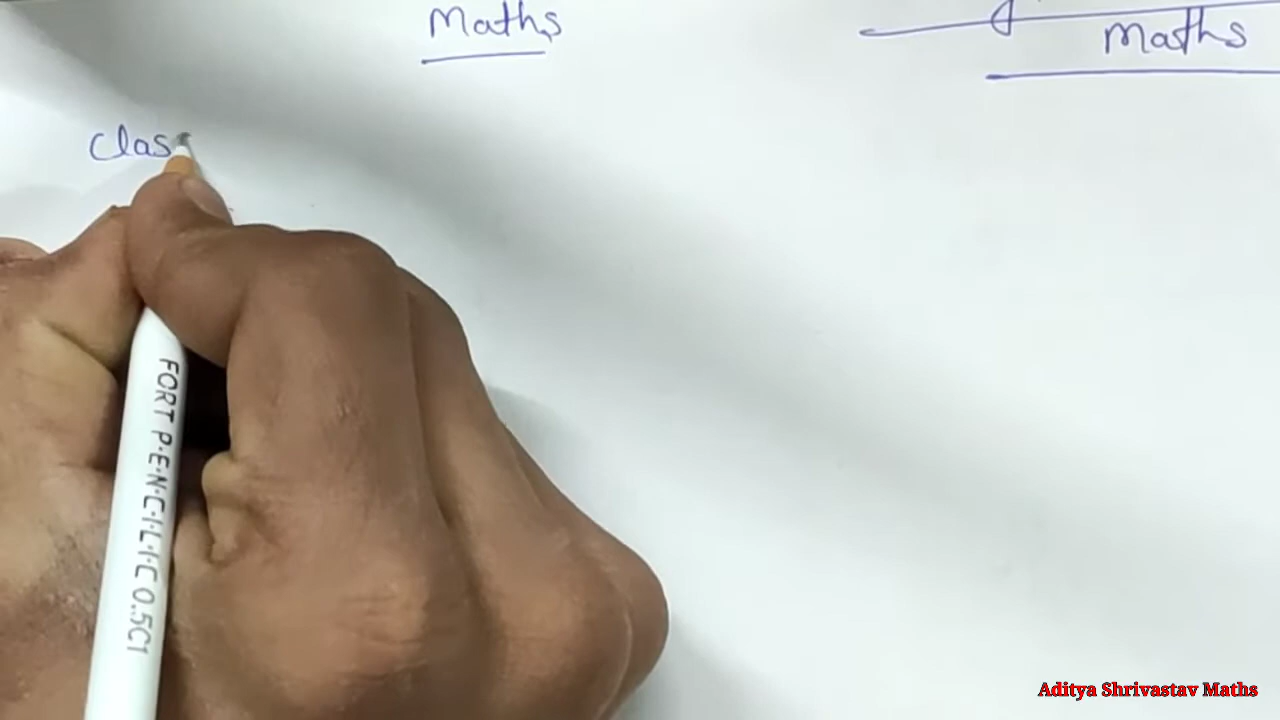 Maths
Maths
Clas
FORT P·E·N·C·I·L·I·C 0.5C1
Aditya Shrivastav Maths